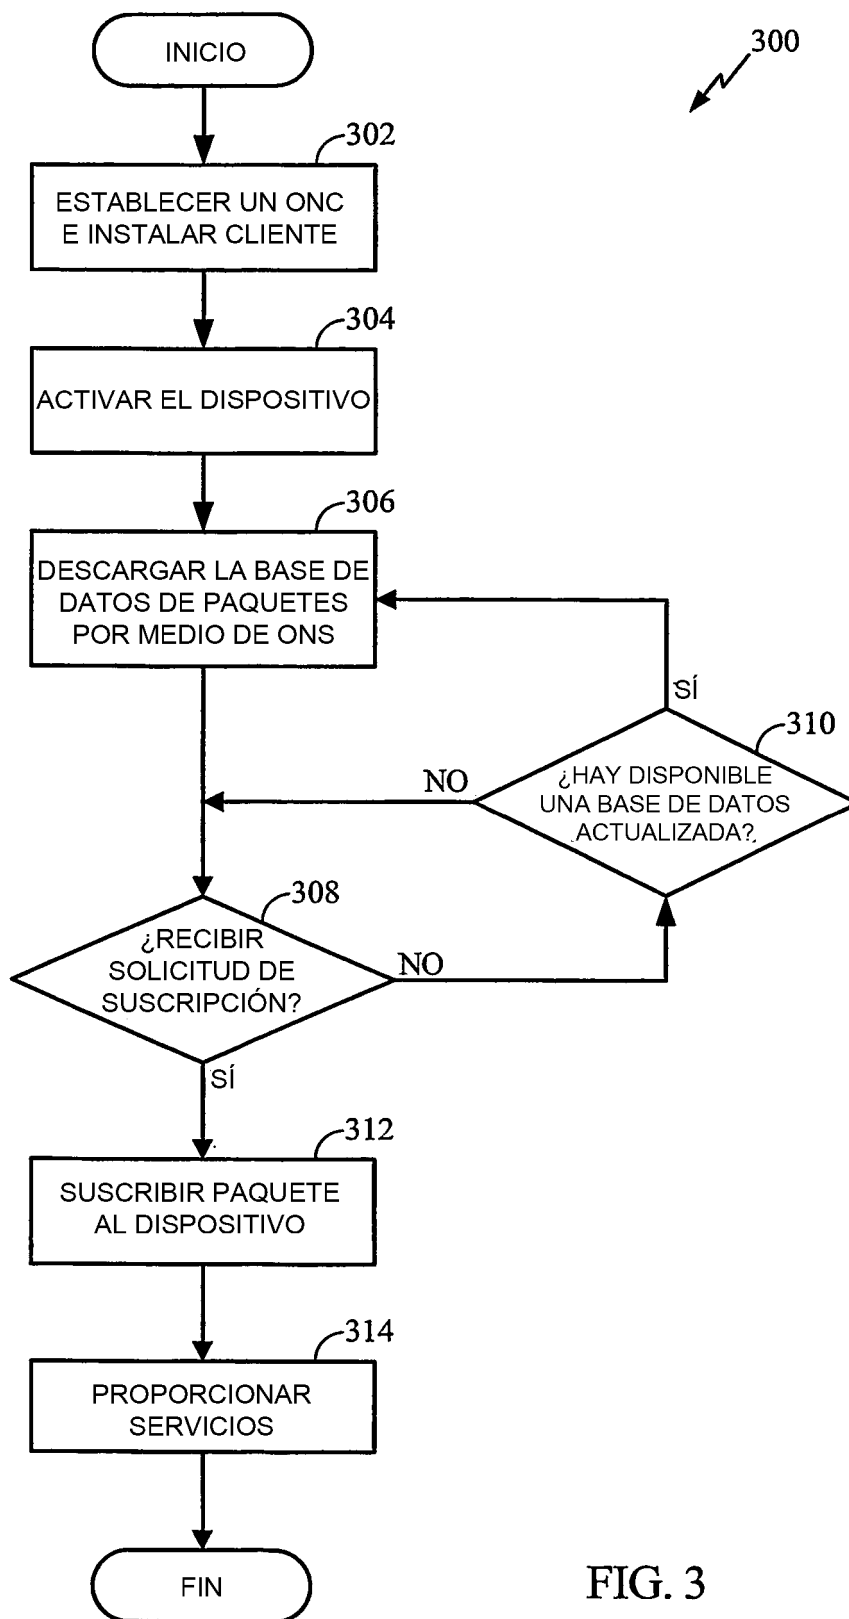 INICIO
300
302
ESTABLECER UN ONC
E INSTALAR CLIENTE
304
ACTIVAR EL DISPOSITIVO
306
DESCARGAR LA BASE DE
DATOS DE PAQUETES
POR MEDIO DE ONS
SÍ
310
¿HAY DISPONIBLE
UNA BASE DE DATOS
ACTUALIZADA?
NO
308
¿RECIBIR
SOLICITUD DE
SUSCRIPCIÓN?
NO
SÍ
312
SUSCRIBIR PAQUETE
AL DISPOSITIVO
314
PROPORCIONAR
SERVICIOS
FIN
FIG. 3